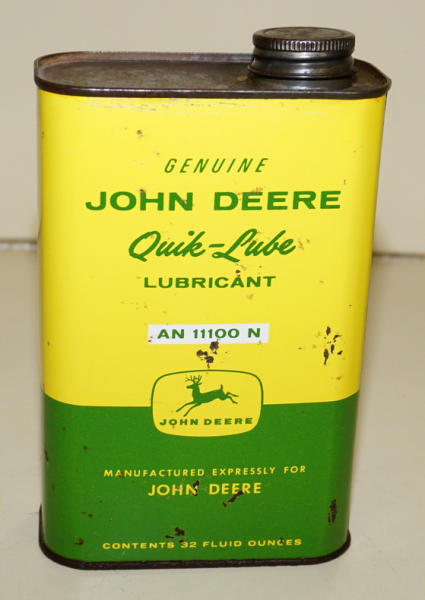 GENUINE
JOHN DEERE
Quik-Lube
LUBRICANT
AN 11100 N
JOHN DEERE
MANUFACTURED EXPRESSLY FOR
JOHN DEERE
CONTENTS 32 FLUID OUNCES